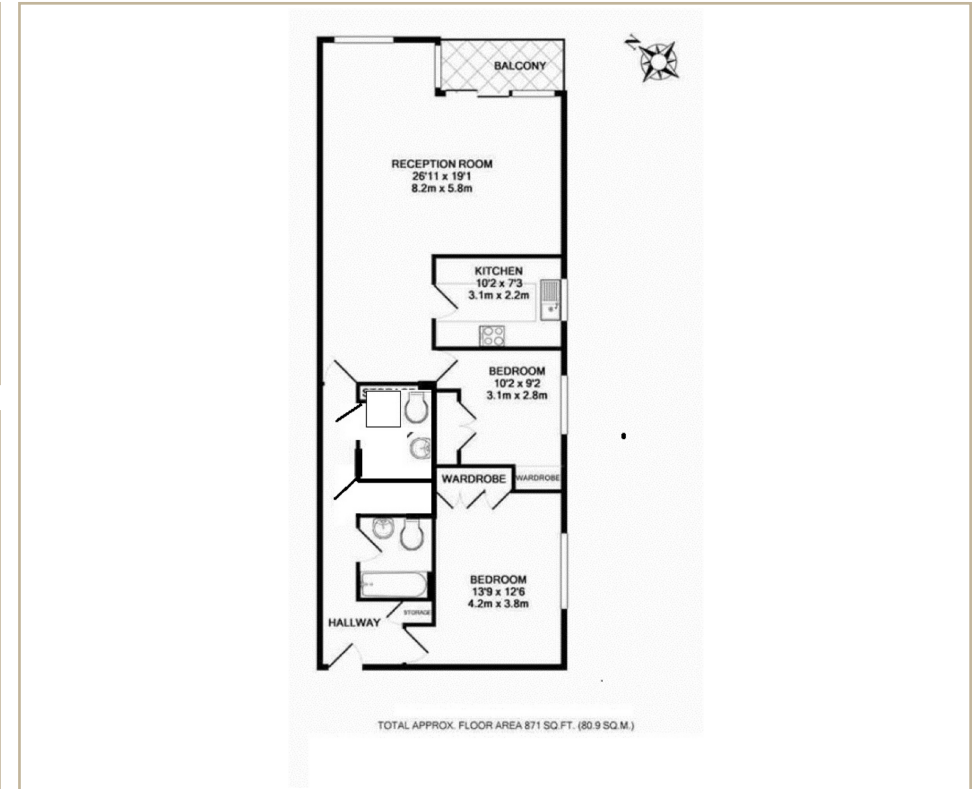 N
BALCONY
RECEPTION ROOM
26'11 x 19'1
8.2m x 5.8m
KITCHEN
10'2 x 7'3
3.1m x 2.2m
BEDROOM
10'2 x 9'2
3.1m x 2.8m
WARDROBE
WARDROBE
BEDROOM
13'9 x 12'6
4.2m x 3.8m
STORAGE
HALLWAY
TOTAL APPROX. FLOOR AREA 871 SQ.FT. (80.9 SQ.M.)